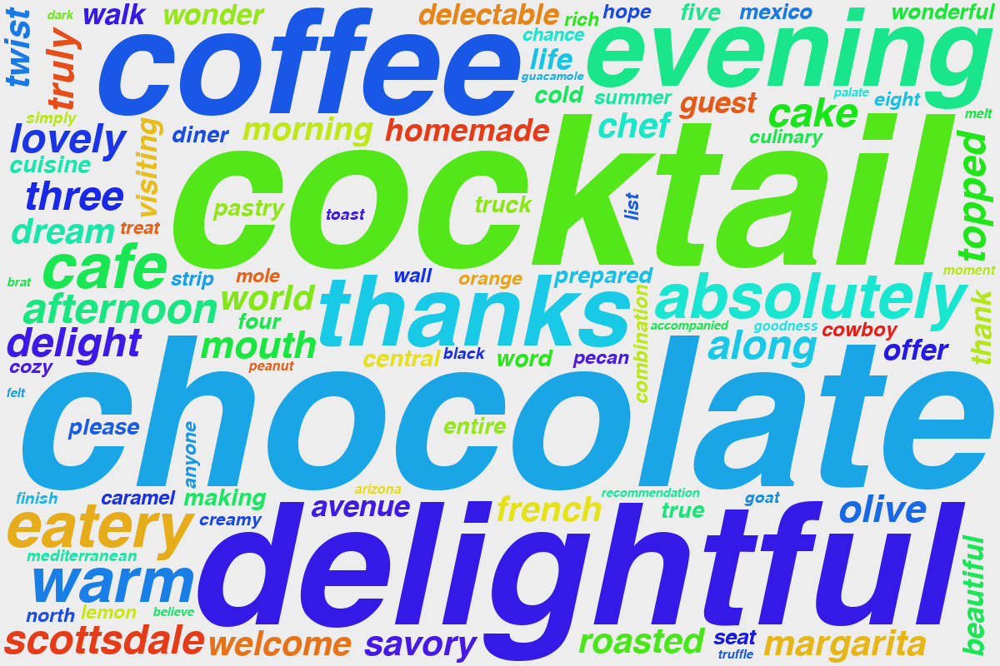 twist
dark
walk
wonder
delectable
rich
hope
five
mexico
wonderful
truly
coffee
chance
life
guacamole
evening
cold
summer
guest
palate
eight
cake
melt
simply
lovely
visiting
diner
morning
homemade
chef
culinary
cuisine
three
cocktail
topped
pastry
toast
truck
list
dream
treat
cafe
brat
strip
mole
wall
orange
prepared
moment
afternoon
world
four
thanks
combination
absolutely
thank
accompanied
goodness
cowboy
delight
mouth
peanut
central
black
word
pecan
along
offer
cozy
felt
chocolate
please
anyone
entire
finish
caramel
making
arizona
recommendation
goat
eatery
creamy
avenue
french
true
olive
delightful
mediterranean
warm
beautiful
north
lemon
believe
scottsdale
welcome
savory
roasted
seat
truffle
margarita